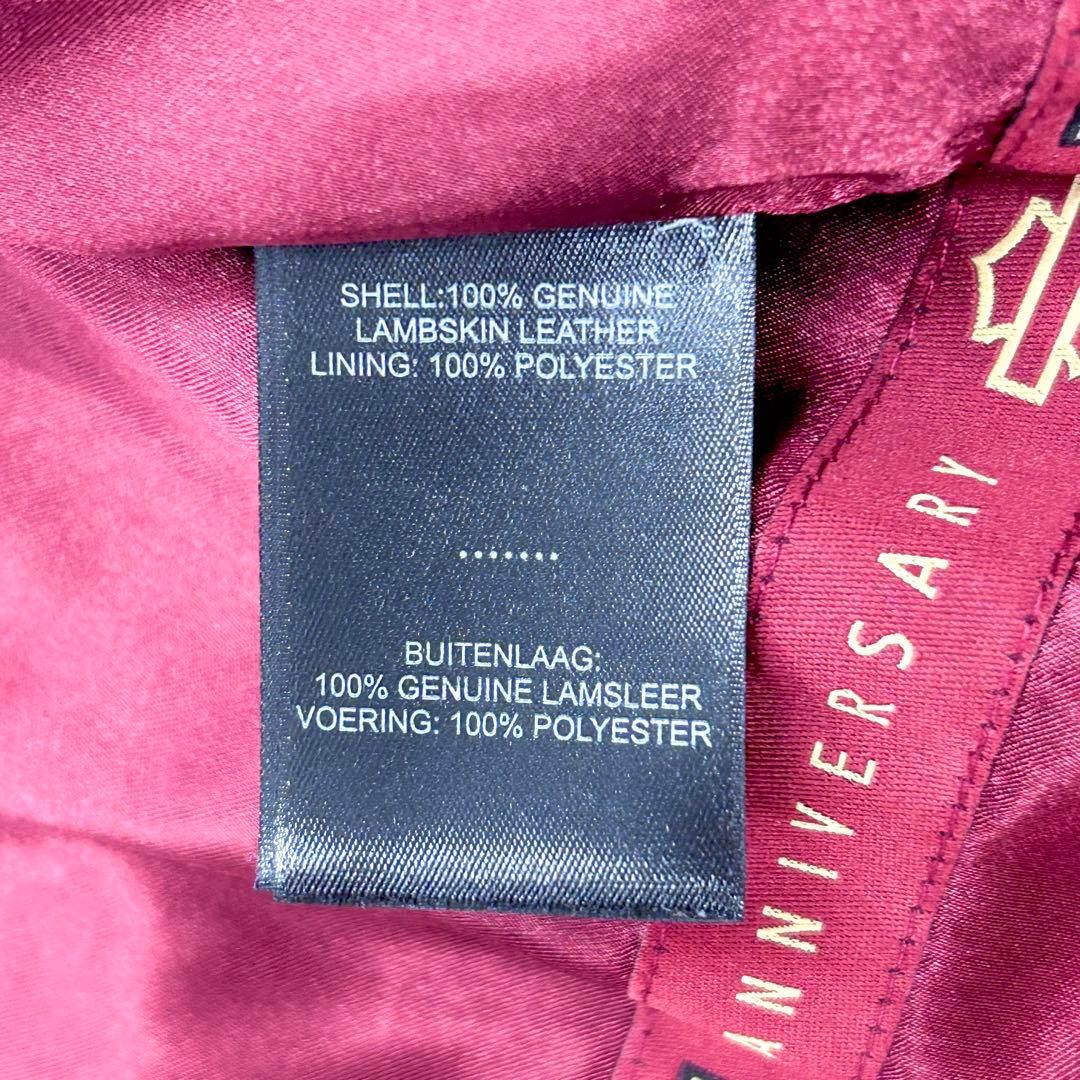 SHELL:100% GENUINE
LAMBSKIN LEATHER
LINING: 100% POLYESTER
.......
BUITENLAAG:
100% GENUINE LAMSLEER
VOERING: 100% POLYESTER
ANNIVERSARY